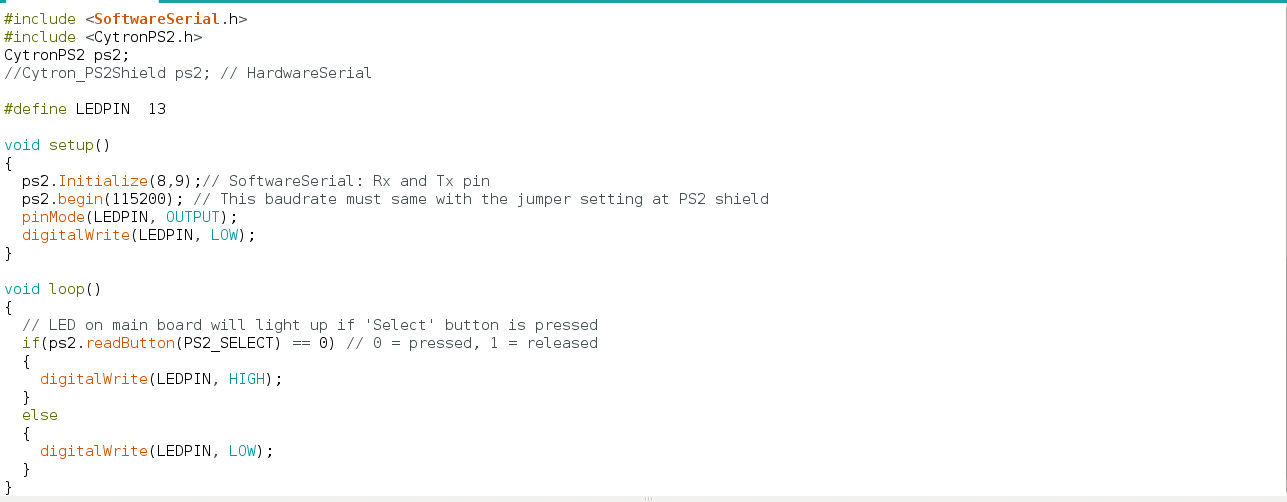 #include <SoftwareSerial.h>
#include <CytronPS2.h>
CytronPS2 ps2;
//Cytron_PS2Shield ps2; // HardwareSerial
#define LEDPIN  13
void setup()
{
  ps2.Initialize(8,9);// SoftwareSerial: Rx and Tx pin
  ps2.begin(115200); // This baudrate must same with the jumper setting at PS2 shield
  pinMode(LEDPIN, OUTPUT);
  digitalWrite(LEDPIN, LOW);
}
void loop()
{
  // LED on main board will light up if 'Select' button is pressed
  if(ps2.readButton(PS2_SELECT) == 0) // 0 = pressed, 1 = released
  {
    digitalWrite(LEDPIN, HIGH);
  }
  else
  {
    digitalWrite(LEDPIN, LOW);
  }
}